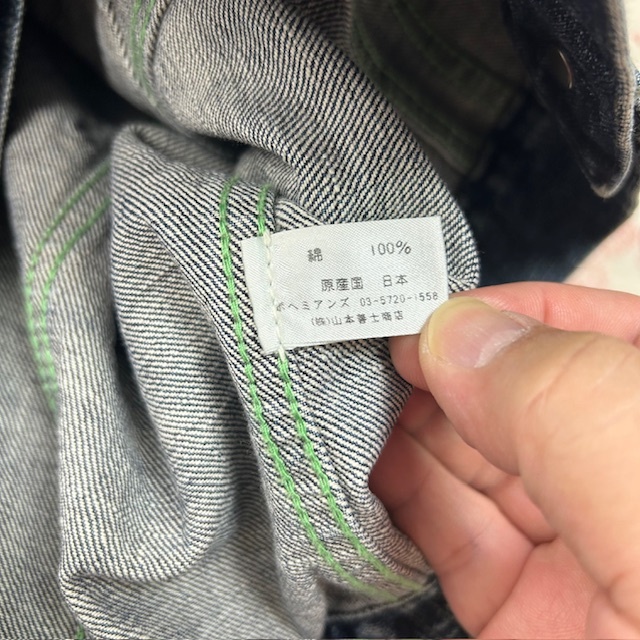 綿 100%
原産国 日本
ボヘミアンズ 03-5720-1558
(株)山本善士商店